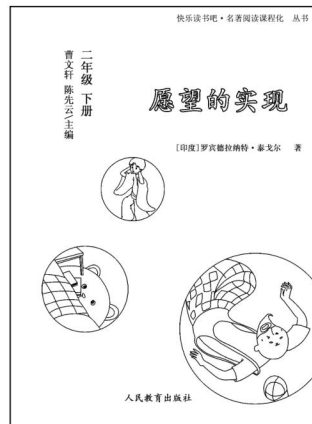 快乐读书吧·名著阅读课程化 丛书
二年级 下册
曹文轩 陈先云/主编
愿望的实现
[印度]罗宾德拉纳特·泰戈尔 著
人民教育出版社